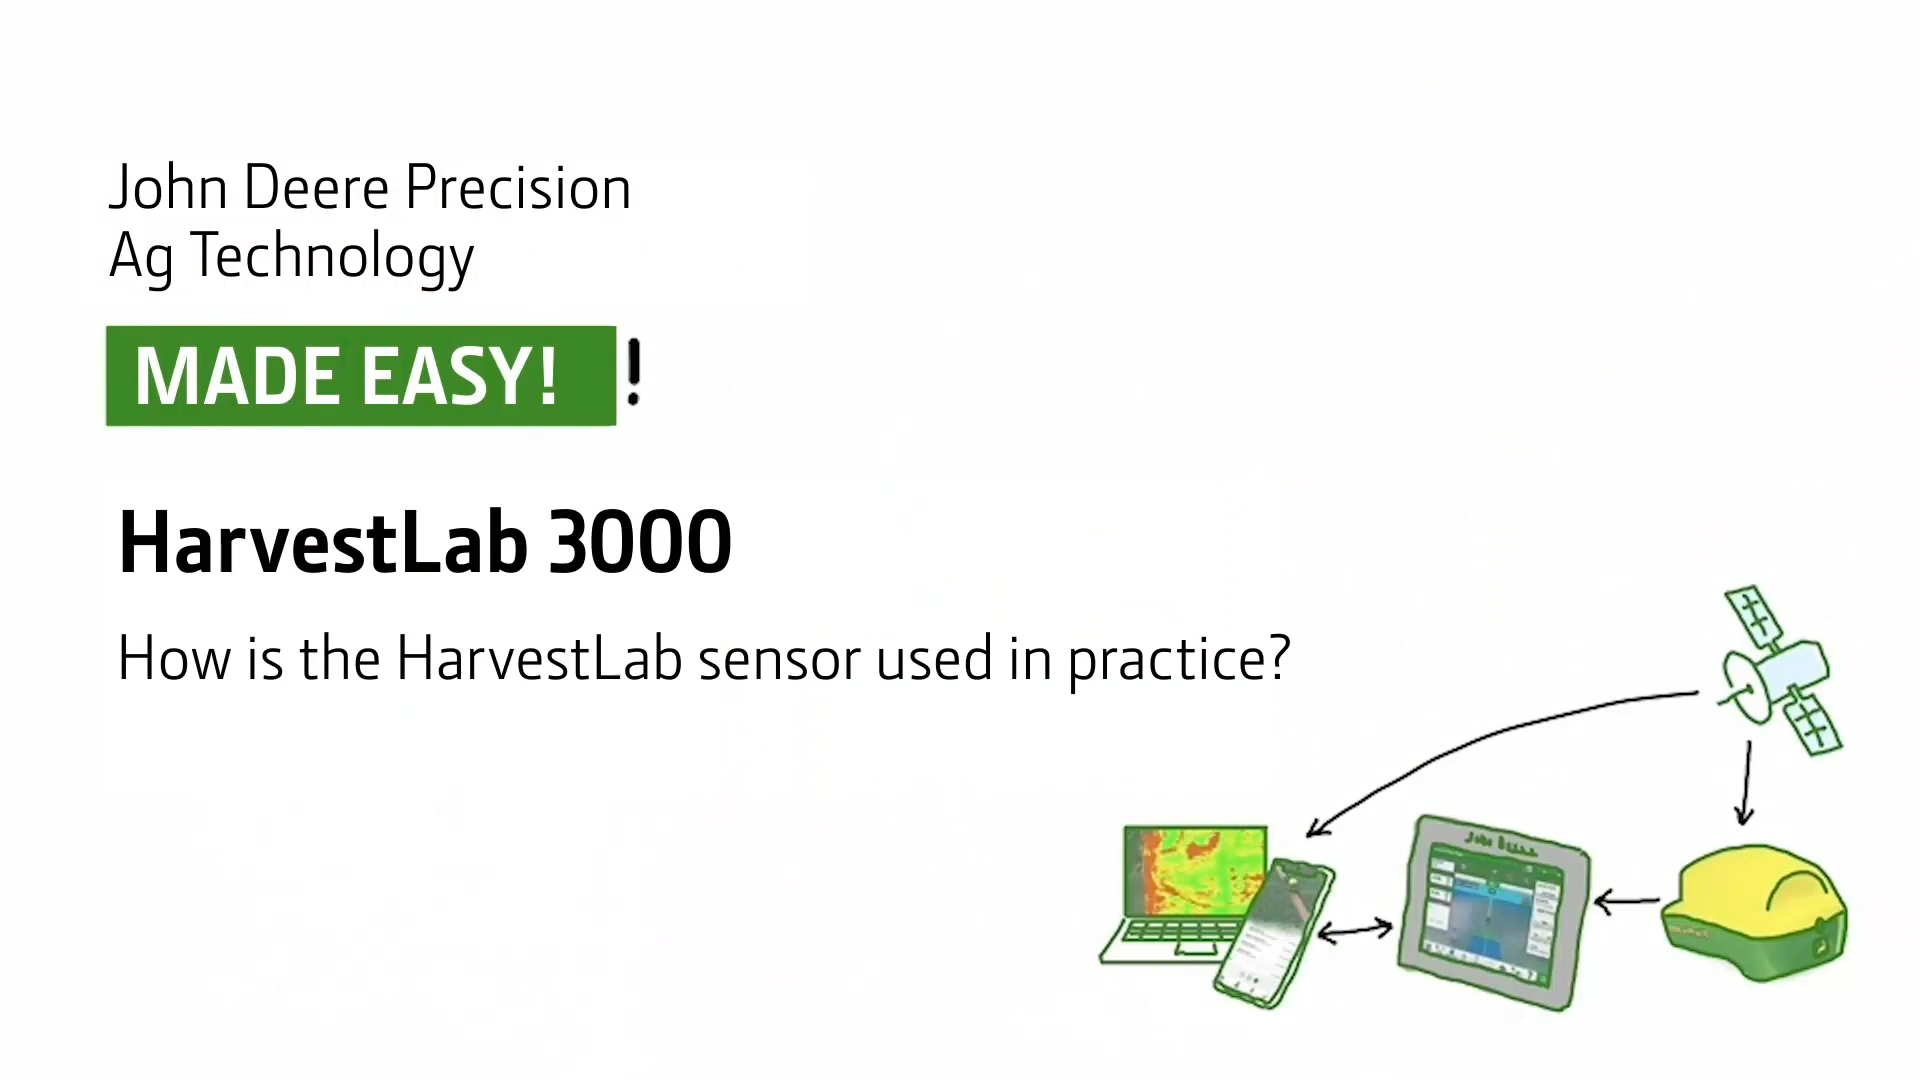 John Deere Precision
Ag Technology
MADE EASY! !
HarvestLab 3000
How is the HarvestLab sensor used in practice?